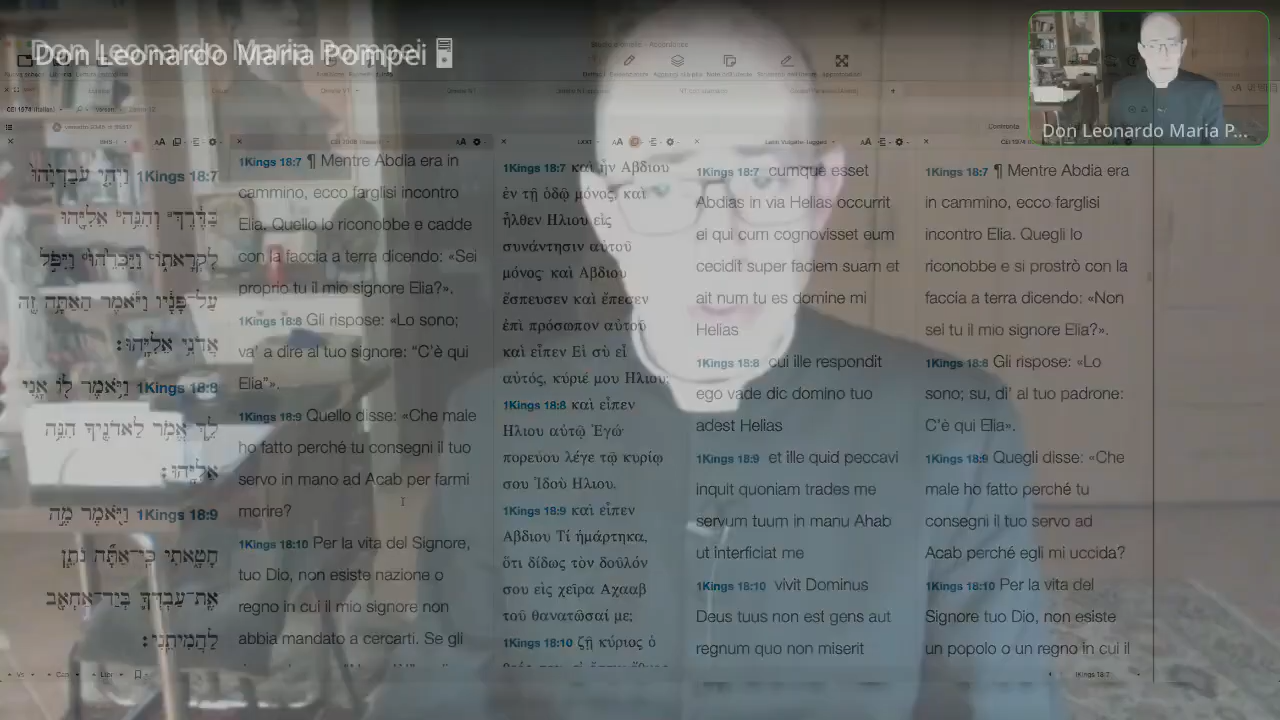 Don Leonardo Maria Pompei
Don Leonardo Maria P...
1Kings 18:7 וַיְהִי עֹבַדְיָהוּ
בַּדֶּרֶךְ וְהִנֵּה אֵלִיָּהוּ
לִקְרָאתוֹ וַיַּכִּרֵהוּ וַיִּפֹּל
עַל־פָּנָיו וַיֹּאמֶר הַאַתָּה זֶה
אֲדֹנִי אֵלִיָּהוּ׃
1Kings 18:8 וַיֹּאמֶר לוֹ אָנִי
לֵךְ אֱמֹר לַאדֹנֶיךָ הִנֵּה
אֵלִיָּהוּ׃
1Kings 18:9 וַיֹּאמֶר מֶה
חָטָאתִי כִּי־אַתָּה נֹתֵן
אֶת־עַבְדְּךָ בְּיַד־אַחְאָב
לַהֲמִיתֵנִי׃
1Kings 18:7 ¶ Mentre Abdia era in
cammino, ecco farglisi incontro
Elia. Quello lo riconobbe e cadde
con la faccia a terra dicendo: «Sei
proprio tu il mio signore Elia?».
1Kings 18:8 Gli rispose: «Lo sono;
va' a dire al tuo signore: “C'è qui
Elia”».
1Kings 18:9 Quello disse: «Che male
ho fatto perché tu consegni il tuo
servo in mano ad Acab per farmi
morire?
1Kings 18:10 Per la vita del Signore,
tuo Dio, non esiste nazione o
regno in cui il mio signore non
abbia mandato a cercarti. Se gli
1Kings 18:7 καὶ ἦν Αβδιου
ἐν τῇ ὁδῷ μόνος, καὶ
ἦλθεν Ηλιου εἰς
συνάντησιν αὐτοῦ
μόνος· καὶ Αβδιου
ἔσπευσεν καὶ ἔπεσεν
ἐπὶ πρόσωπον αὐτοῦ
καὶ εἶπεν Εἰ σὺ εἶ
αὐτός, κύριέ μου Ηλιου;
1Kings 18:8 καὶ εἶπεν
Ηλιου αὐτῷ Ἐγώ·
πορεύου λέγε τῷ κυρίῳ
σου Ἰδοὺ Ηλιου.
1Kings 18:9 καὶ εἶπεν
Αβδιου Τί ἡμάρτηκα,
ὅτι δίδως τὸν δοῦλόν
σου εἰς χεῖρα Αχααβ
τοῦ θανατῶσαί με;
1Kings 18:10 ζῇ κύριος ὁ
1Kings 18:7 cumque esset
Abdias in via Helias occurrit
ei qui cum cognovisset eum
cecidit super faciem suam et
ait num tu es domine mi
Helias
1Kings 18:8 cui ille respondit
ego vade dic domino tuo
adest Helias
1Kings 18:9 et ille quid peccavi
inquit quoniam trades me
servum tuum in manu Ahab
ut interficiat me
1Kings 18:10 vivit Dominus
Deus tuus non est gens aut
regnum quo non miserit
1Kings 18:7 ¶ Mentre Abdia era
in cammino, ecco farglisi
incontro Elia. Quegli lo
riconobbe e si prostrò con la
faccia a terra dicendo: «Non
sei tu il mio signore Elia?».
1Kings 18:8 Gli rispose: «Lo
sono; su, di' al tuo padrone:
C'è qui Elia».
1Kings 18:9 Quegli disse: «Che
male ho fatto perché tu
consegni il tuo servo ad
Acab perché egli mi uccida?
1Kings 18:10 Per la vita del
Signore tuo Dio, non esiste
un popolo o un regno in cui il
1Kings 18:7